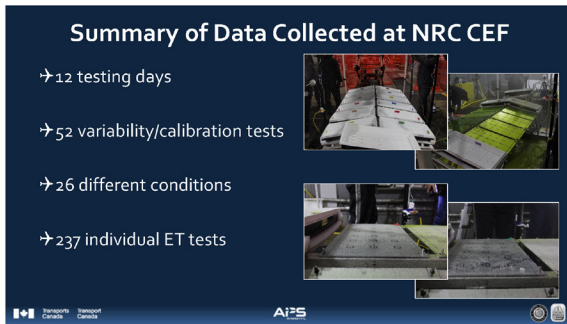 Summary of Data Collected at NRC CEF
12 testing days
52 variability/calibration tests
26 different conditions
237 individual ET tests
Transports Canada
Transport Canada
APS